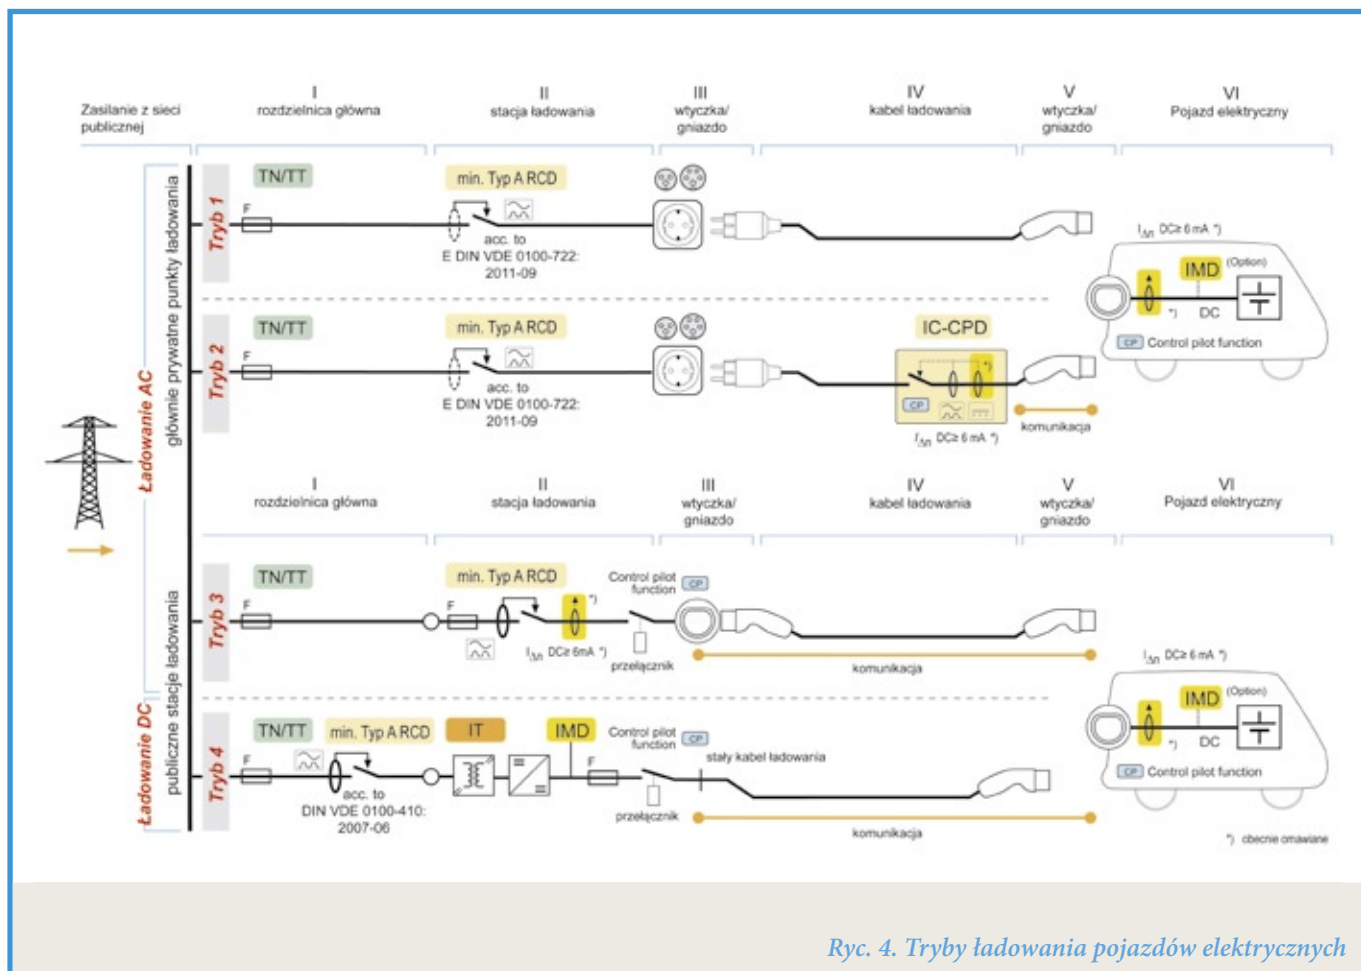 Zasilanie z sieci
publicznej
I
rozdzielnica główna
II
stacja ładowania
III
wtyczka/
gniazdo
IV
kabel ładowania
V
wtyczka/
gniazdo
VI
Pojazd elektryczny
Ładowanie AC
głównie prywatne punkty ładowania
Tryb 1
TN/TT
F
min. Typ A RCD
acc. to
E DIN VDE 0100-722:
2011-09
I∆n DC≥ 6 mA *)
IMD (Option)
*) DC
CP Control pilot function
Tryb 2
TN/TT
F
min. Typ A RCD
acc. to
E DIN VDE 0100-722:
2011-09
IC-CPD
*)
CP
I∆n DC≥ 6 mA *)
komunikacja
I
rozdzielnica główna
II
stacja ładowania
III
wtyczka/
gniazdo
IV
kabel ładowania
V
wtyczka/
gniazdo
VI
Pojazd elektryczny
publiczne stacje ładowania
Tryb 3
TN/TT
F
min. Typ A RCD
F
*)
I∆n DC≥ 6mA *)
Control pilot
function CP
przełącznik
komunikacja
I∆n DC≥ 6 mA *)
IMD (Option)
*) DC
CP Control pilot function
Ładowanie DC
Tryb 4
TN/TT
F
min. Typ A RCD
acc. to
DIN VDE 0100-410:
2007-06
IT
IMD
F
Control pilot
function CP
przełącznik
stały kabel ładowania
komunikacja
*) obecnie omawiane
Ryc. 4. Tryby ładowania pojazdów elektrycznych